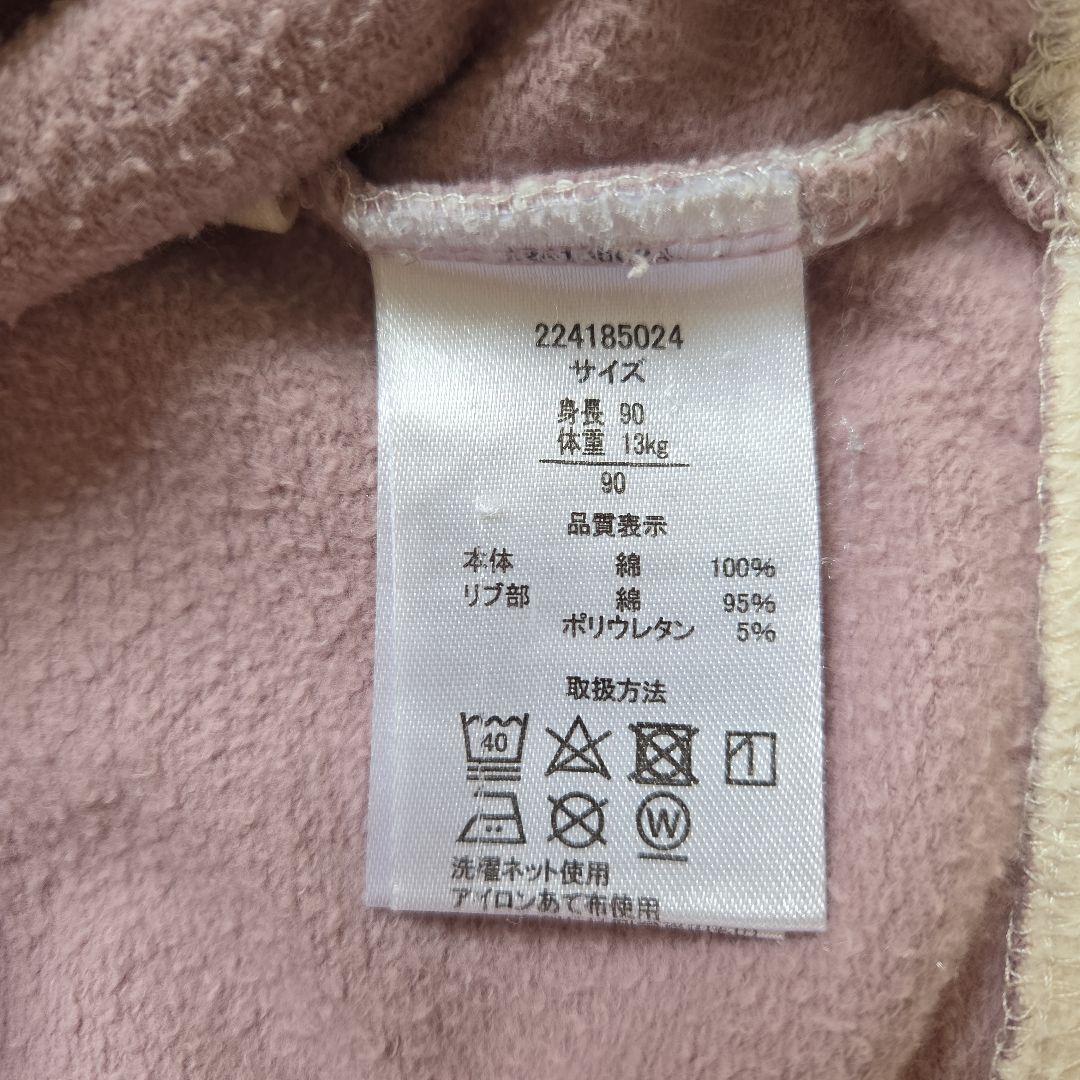 224185024
サイズ
身長 90
体重 13kg
90
品質表示
本体 綿 100%
リブ部 綿 95%
ポリウレタン 5%
取扱方法
40
W
洗濯ネット使用
アイロンあて布使用